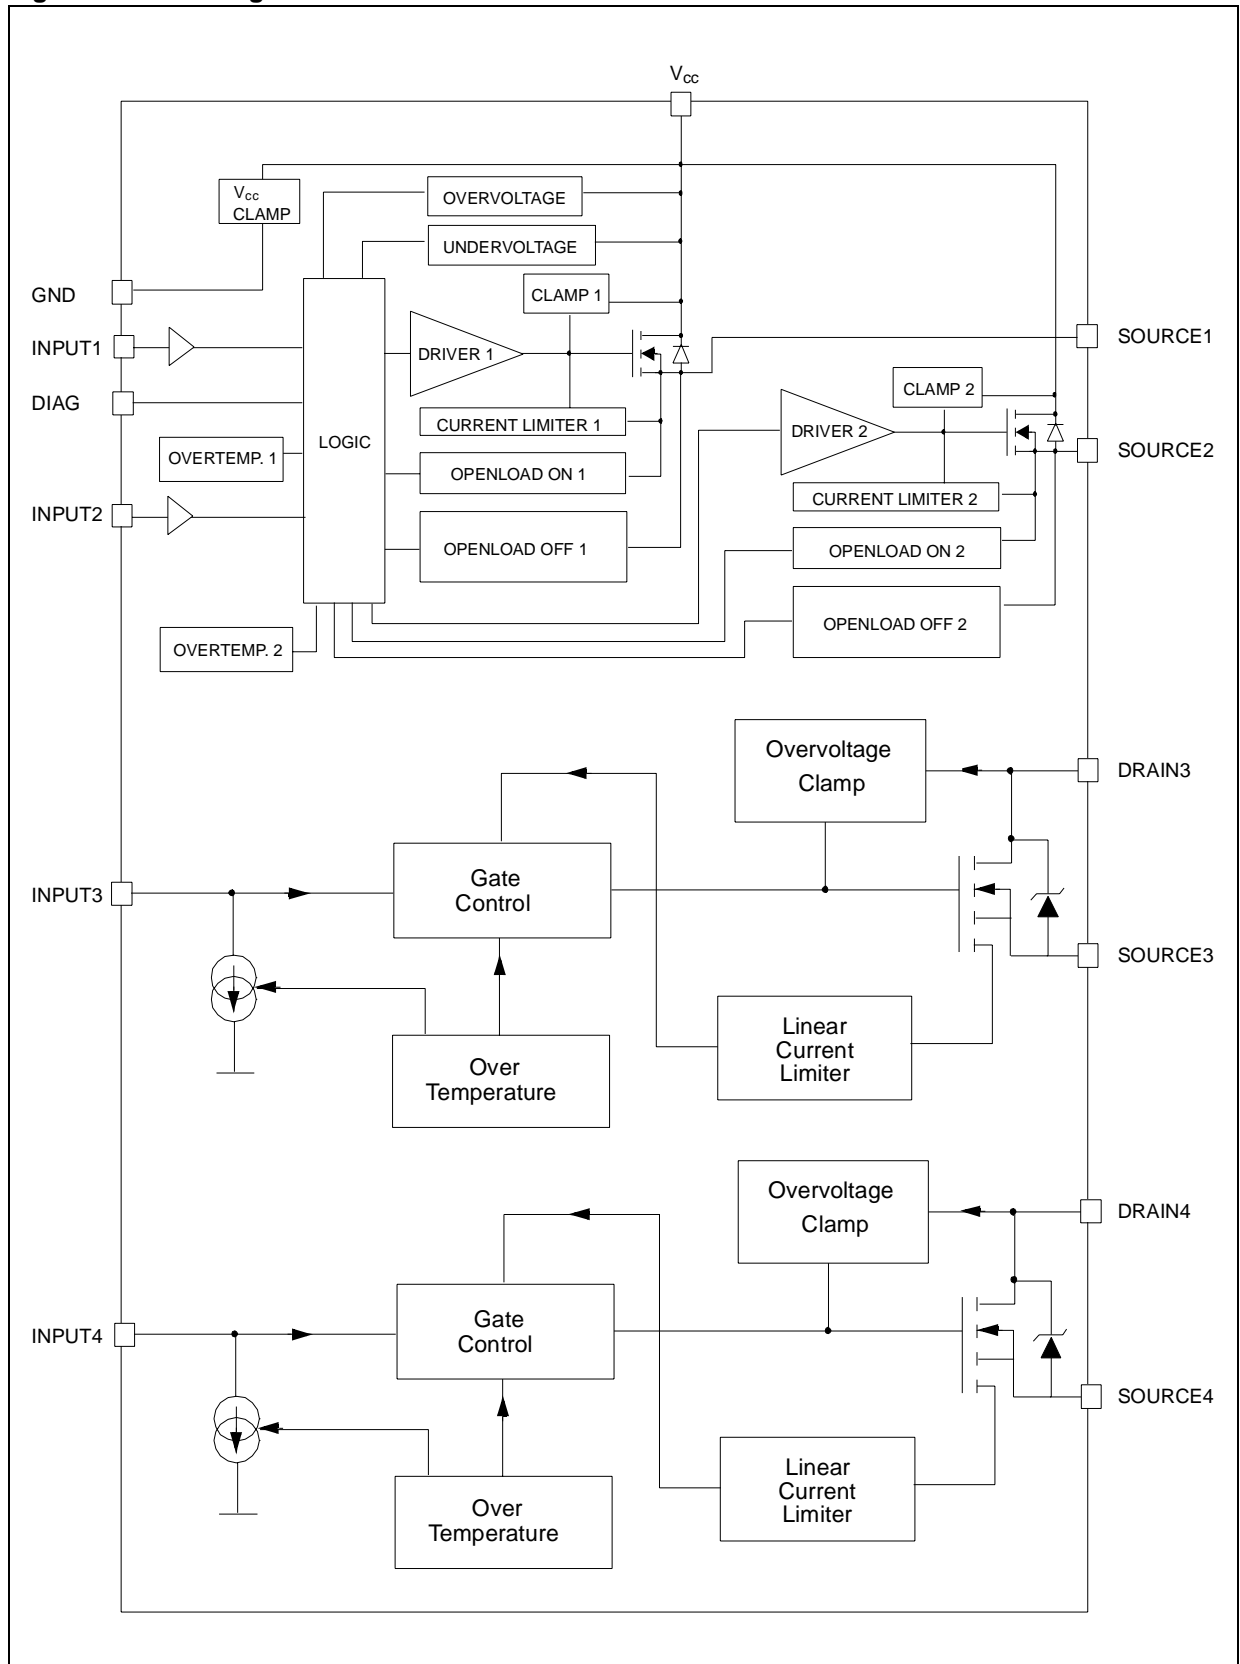 V_cc
V_cc
CLAMP
OVERVOLTAGE
UNDERVOLTAGE
GND
CLAMP 1
INPUT1
DRIVER 1
SOURCE1
DIAG
CLAMP 2
CURRENT LIMITER 1
DRIVER 2
LOGIC
OVERTEMP. 1
SOURCE2
OPENLOAD ON 1
CURRENT LIMITER 2
INPUT2
OPENLOAD OFF 1
OPENLOAD ON 2
OPENLOAD OFF 2
OVERTEMP. 2
Overvoltage
Clamp
DRAIN3
INPUT3
Gate
Control
SOURCE3
Linear
Current
Limiter
Over
Temperature
Overvoltage
Clamp
DRAIN4
INPUT4
Gate
Control
SOURCE4
Linear
Current
Limiter
Over
Temperature